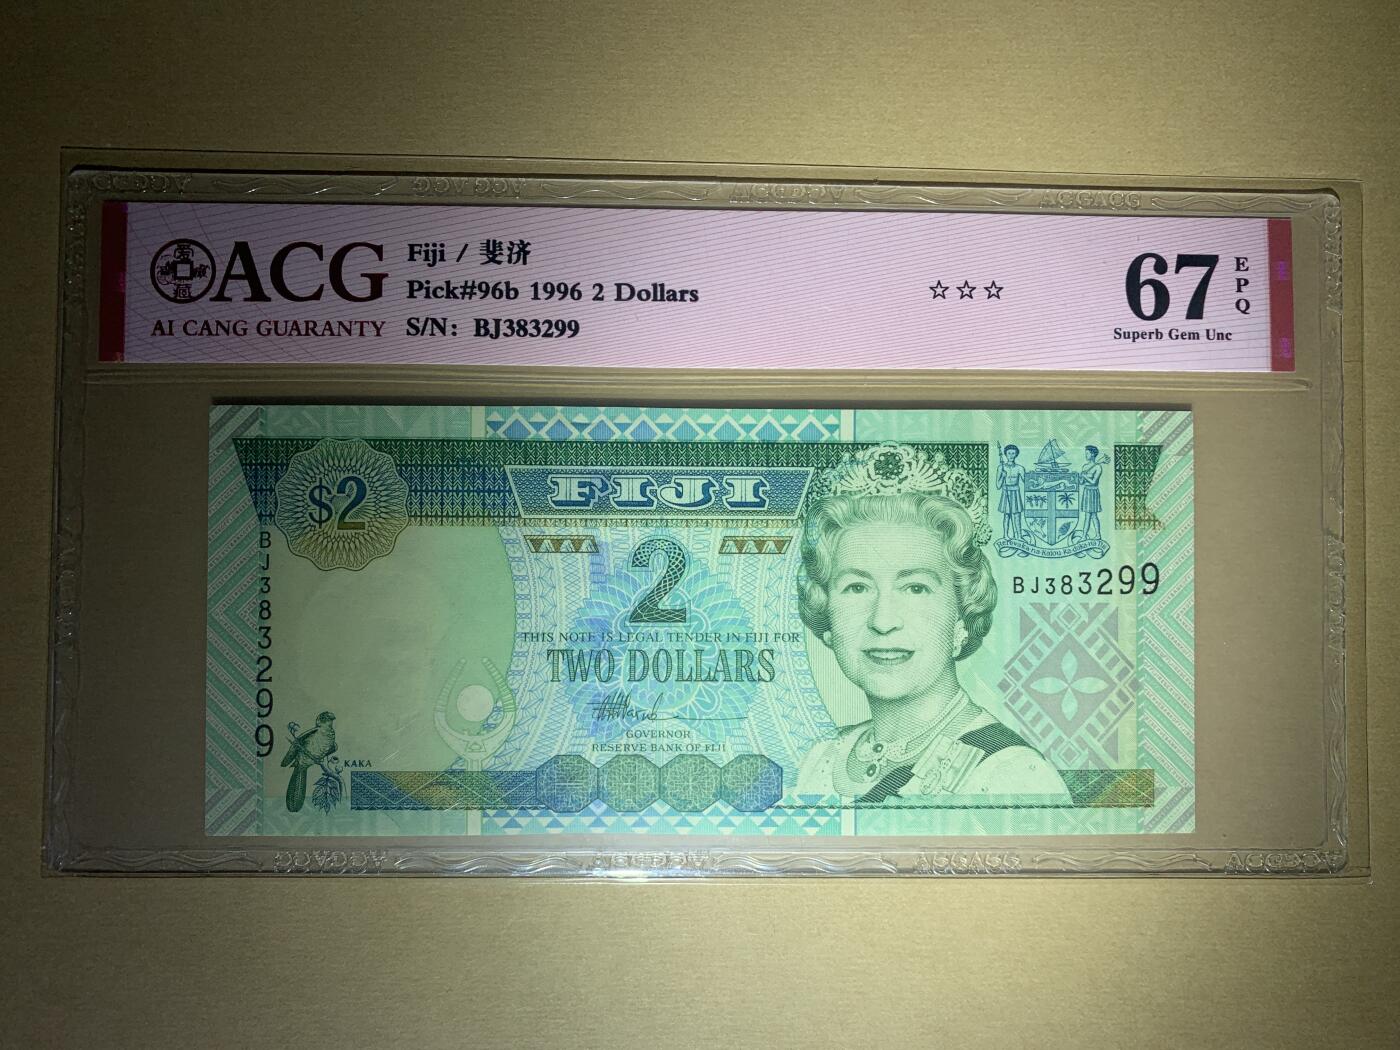 ACG
AI CANG GUARANTY
Fiji / 斐济
Pick#96b 1996 2 Dollars
S/N: BJ383299
☆☆☆
67
EPQ
Superb Gem Unc
$2
FIJI
2
BJ383299
BJ383299
THIS NOTE IS LEGAL TENDER IN FIJI FOR
TWO DOLLARS
GOVERNOR
RESERVE BANK OF FIJI
KAKA